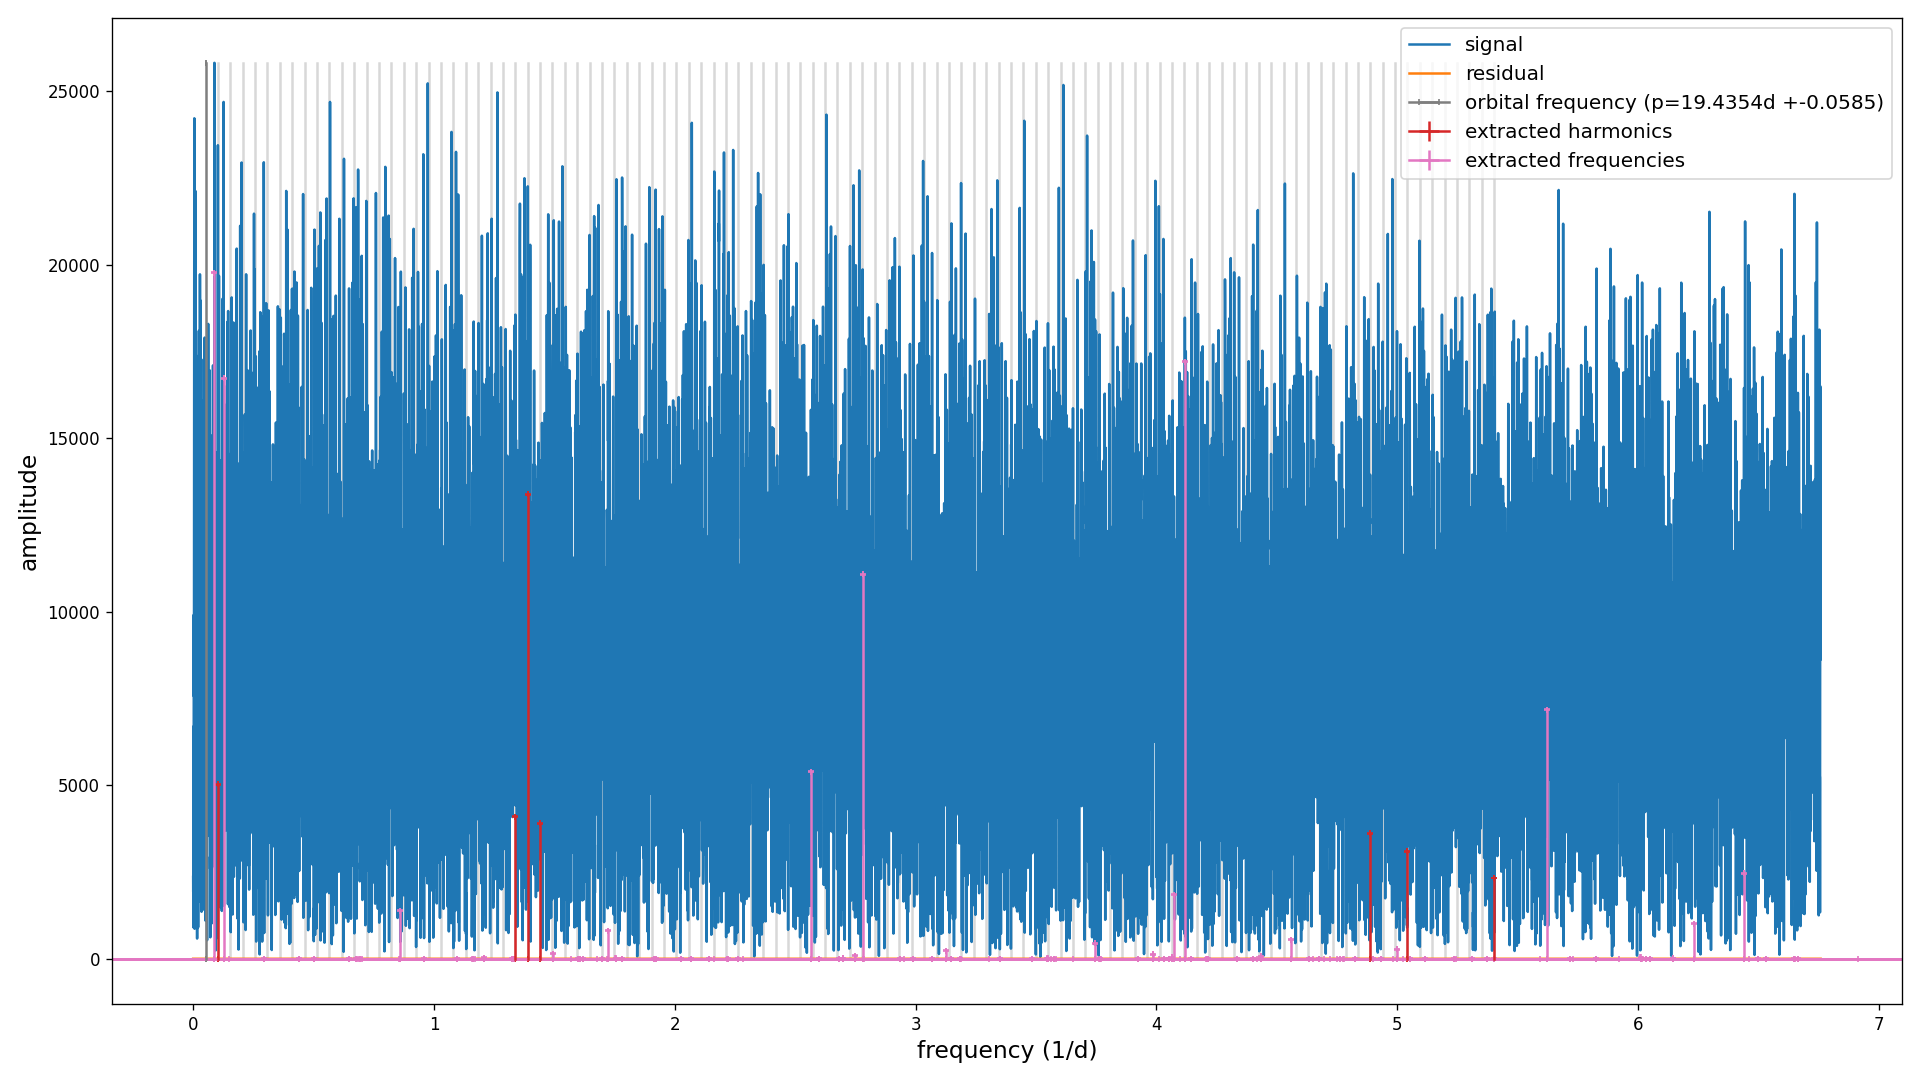 signal
residual
orbital frequency (p=19.4354d +-0.0585)
extracted harmonics
extracted frequencies
25000
20000
15000
10000
5000
0
amplitude
0 1 2 3 4 5 6 7
frequency (1/d)